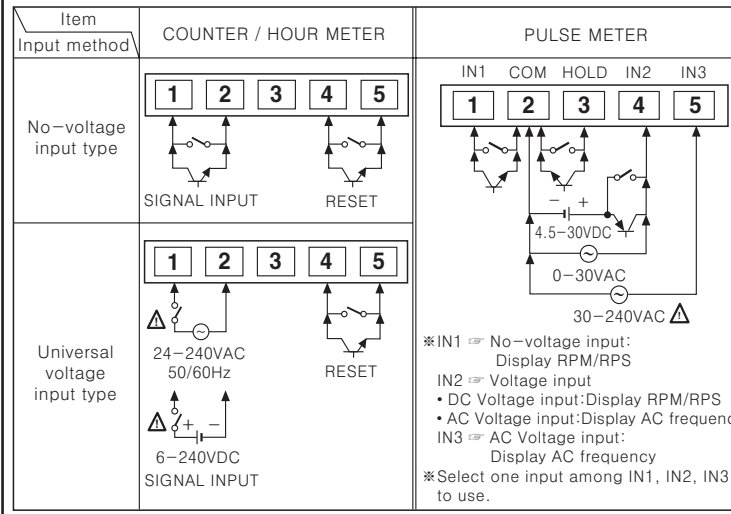 Item
Input method
COUNTER / HOUR METER
PULSE METER
No-voltage
input type
1 2 3 4 5
SIGNAL INPUT
RESET
IN1 COM HOLD IN2 IN3
1 2 3 4 5
- +
4.5-30VDC
0-30VAC
30-240VAC
Universal
voltage
input type
1 2 3 4 5
24-240VAC
50/60Hz
RESET
+ -
6-240VDC
SIGNAL INPUT
※IN1 ☞ No-voltage input:
Display RPM/RPS
IN2 ☞ Voltage input
• DC Voltage input:Display RPM/RPS
• AC Voltage input:Display AC frequenc
IN3 ☞ AC Voltage input:
Display AC frequency
※Select one input among IN1, IN2, IN3
to use.